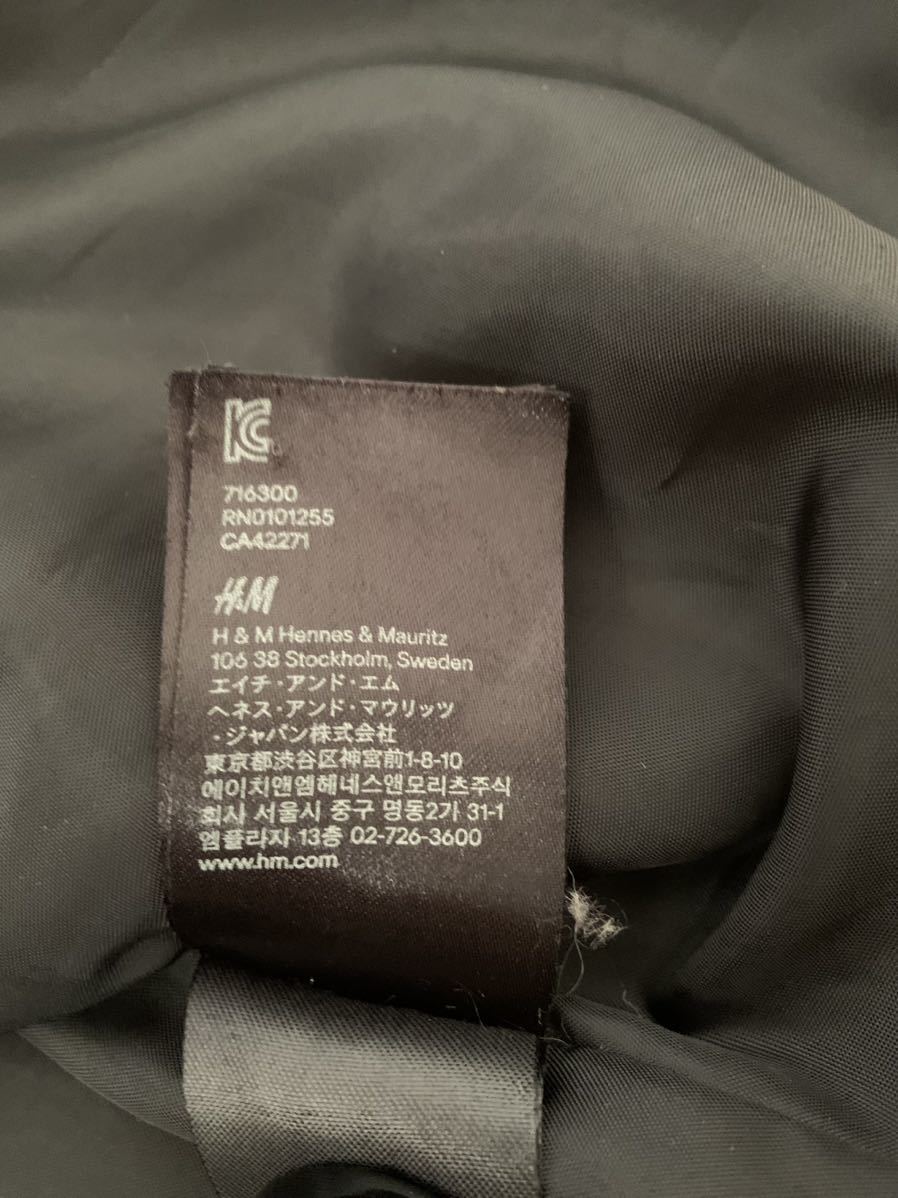 KC
716300
RN0101255
CA42271
H&M
H & M Hennes & Mauritz
106 38 Stockholm, Sweden
エイチ・アンド・エム
ヘネス・アンド・マウリッツ
・ジャパン株式会社
東京都渋谷区神宮前1-8-10
에이치앤엠헤네스앤모리츠주식
회사 서울시 중구 명동2가 31-1
엠플라자 13층 02-726-3600
www.hm.com